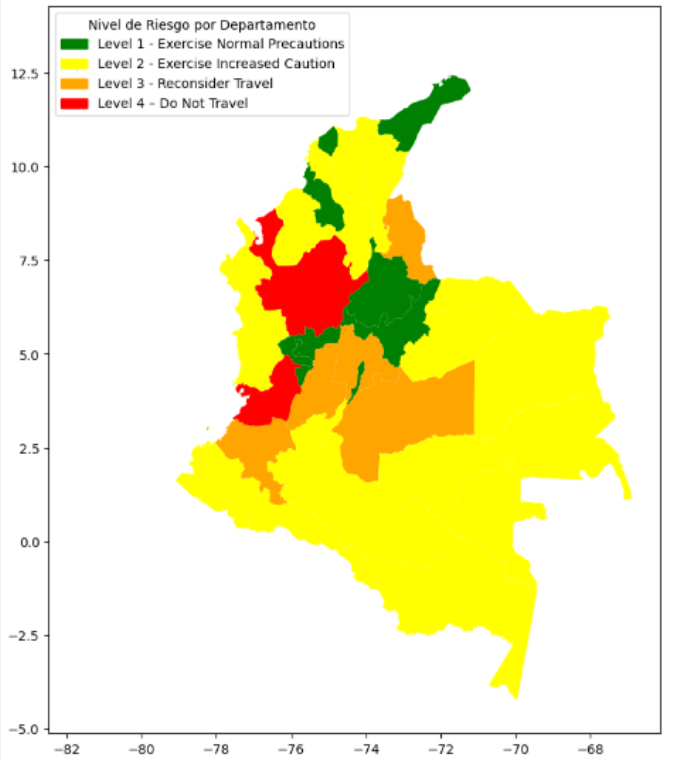 Nivel de Riesgo por Departamento
Level 1 - Exercise Normal Precautions
Level 2 - Exercise Increased Caution
Level 3 - Reconsider Travel
Level 4 – Do Not Travel
12.5
10.0
7.5
5.0
2.5
0.0
−2.5
−5.0
−82 −80 −78 −76 −74 −72 −70 −68